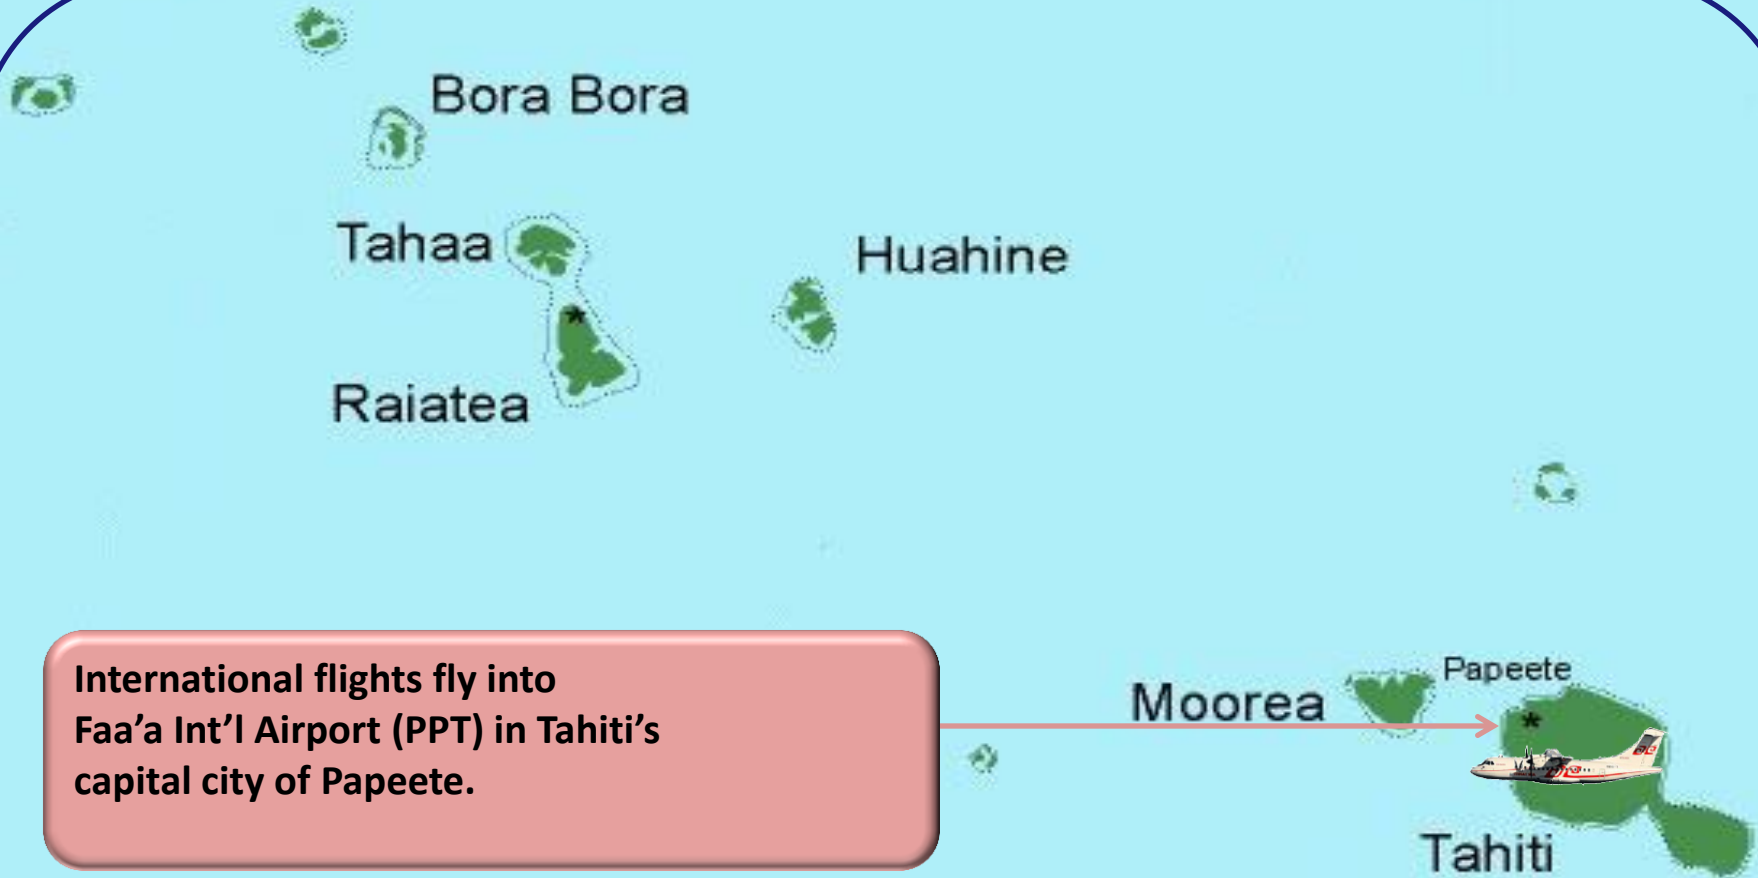 Bora Bora
Tahaa
Huahine
Raiatea
International flights fly into
Faa’a Int’l Airport (PPT) in Tahiti’s
capital city of Papeete.
Papeete
Moorea
Tahiti